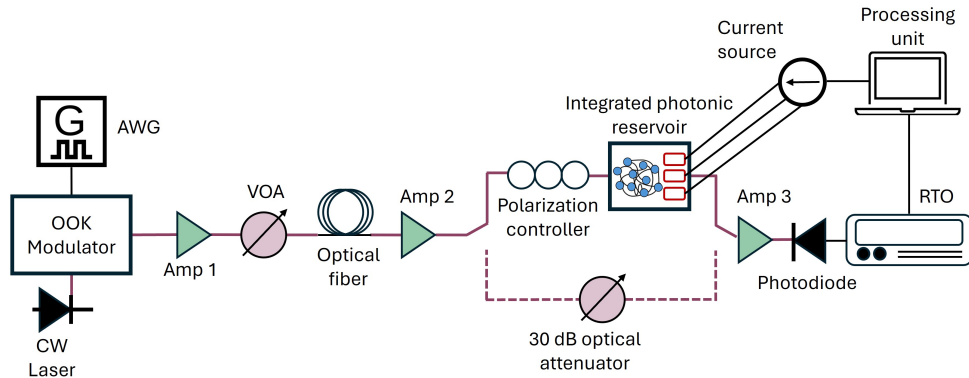 Processing
unit
Current
source
Integrated photonic
reservoir
G
AWG
VOA
Amp 2
Amp 3
RTO
OOK
Modulator
Polarization
controller
Amp 1
Optical
fiber
Photodiode
CW
Laser
30 dB optical
attenuator